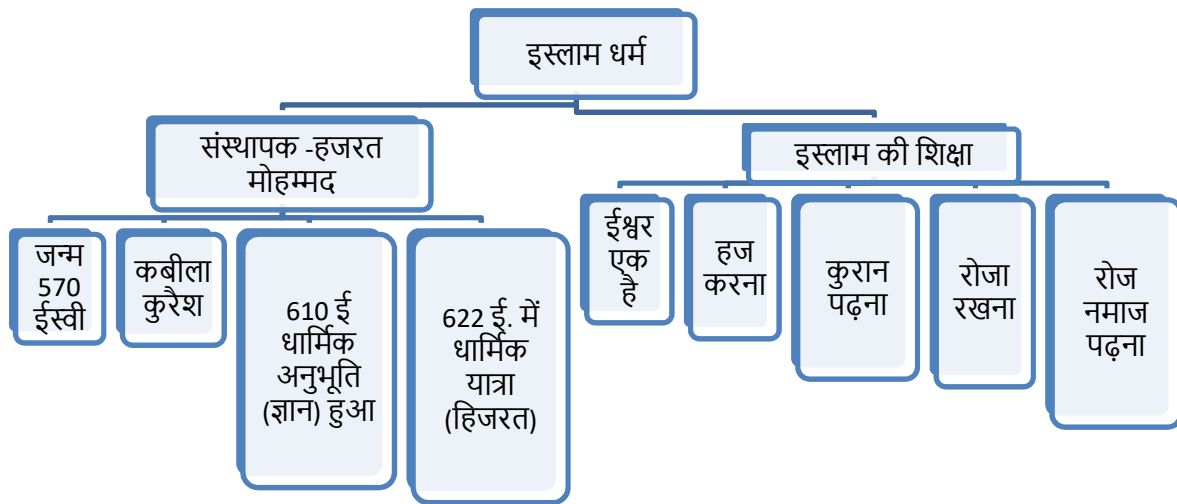 इस्लाम धर्म
संस्थापक -हजरत
मोहम्मद
इस्लाम की शिक्षा
जन्म
570
ईस्वी
कबीला
कुरैश
610 ई
धार्मिक
अनुभूति
(ज्ञान) हुआ
622 ई. में
धार्मिक
यात्रा
(हिजरत)
ईश्वर
एक
है
हज
करना
कुरान
पढ़ना
रोजा
रखना
रोज
नमाज
पढ़ना